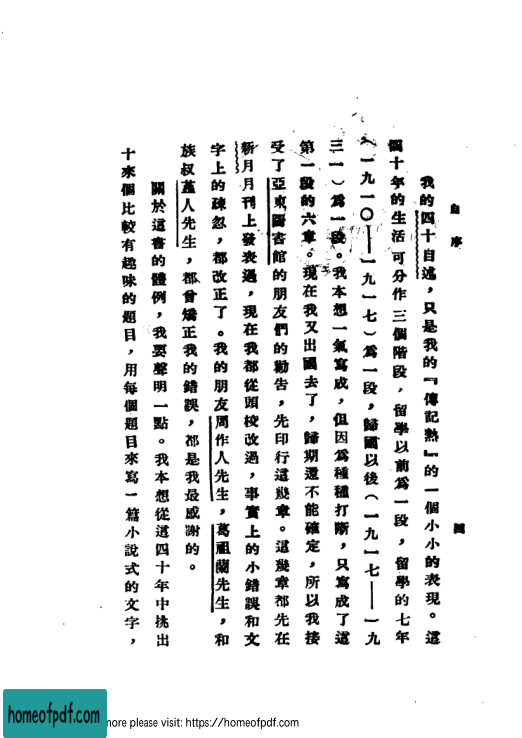 自序
四
我的四十自述，只是我的『傳記熱』的一個小小的表現。這
四十年的生活可分作三個階段，留學以前爲一段，留學的七年
（一九一〇——一九一七）爲一段，歸國以後（一九一七——一九
三一）爲一段。我本想一氣寫成，但因爲種種打斷，只寫成了這
第一段的六章。現在我又出國去了，歸期還不能確定，所以我接
受了亞東圖書館的朋友們的勸告，先印行這幾章。這幾章都先在
新月月刊上發表過，現在我都從頭校改過，事實上的小錯誤和文
字上的疎忽，都改正了。我的朋友周作人先生，葛祖蘭先生，和
族叔菫人先生，都曾矯正我的錯誤，都是我最感謝的。
關於這書的體例，我要聲明一點。我本想從這四十年中挑出
十來個比較有趣味的題目，用每個題目來寫一篇小說式的文字，
homeofpdf.com
more please visit: https://homeofpdf.com